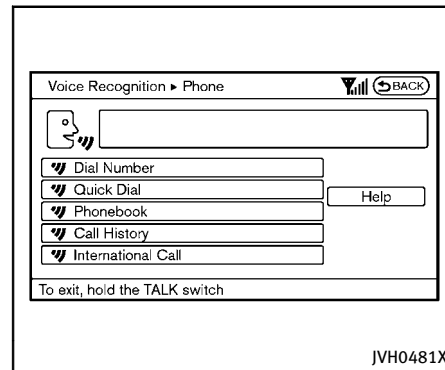 Voice Recognition ▸ Phone BACK
Dial Number
Quick Dial
Help
Phonebook
Call History
International Call
To exit, hold the TALK switch
JVH0481X